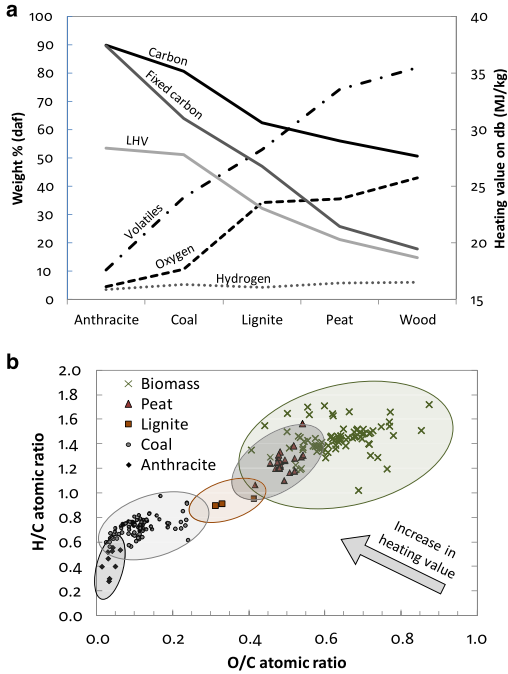 a
Weight % (daf)
100
90
80
70
60
50
40
30
20
10
0
Carbon
Fixed carbon
LHV
Volatiles
Oxygen
Hydrogen
Anthracite Coal Lignite Peat Wood
40
35
30
25
20
15
Heating value on db (MJ/kg)
b
H/C atomic ratio
2.0
1.8
1.6
1.4
1.2
1.0
0.8
0.6
0.4
0.2
0.0
Biomass
Peat
Lignite
Coal
Anthracite
Increase in
heating value
0.0 0.2 0.4 0.6 0.8 1.0
O/C atomic ratio